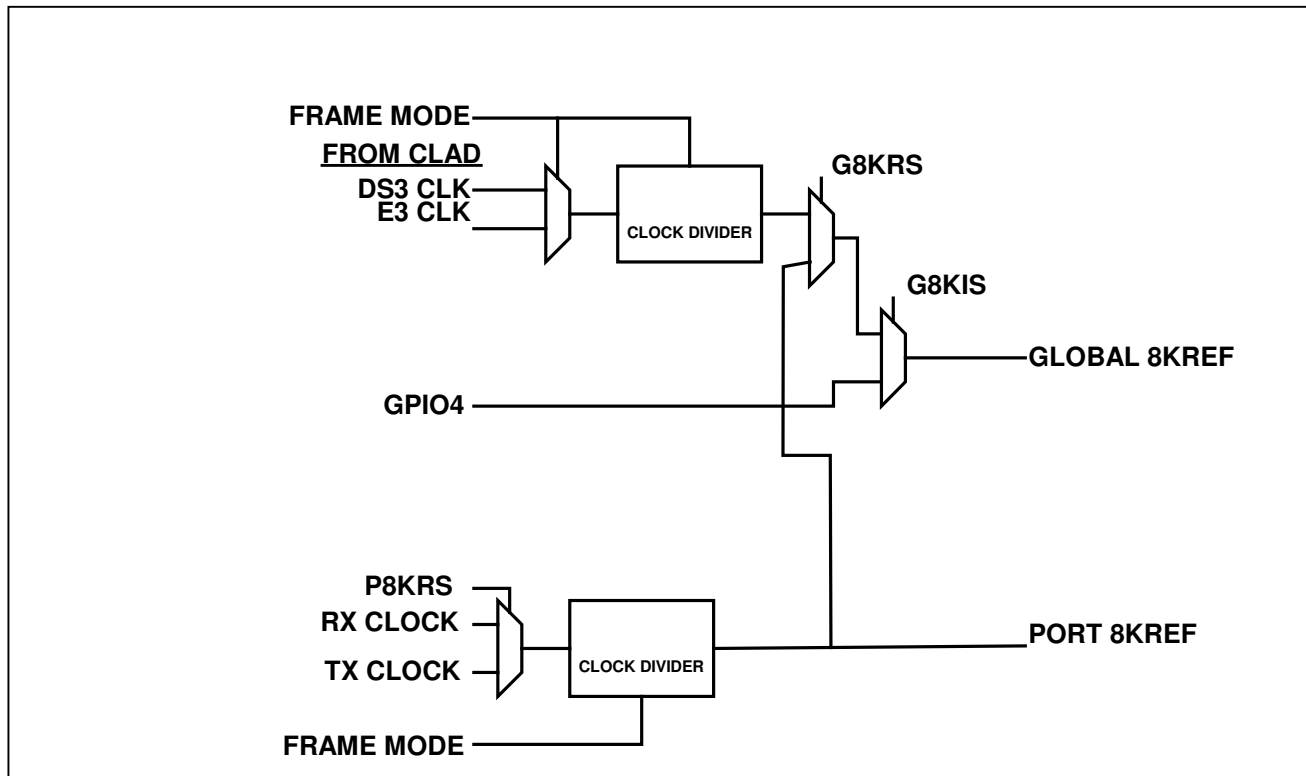 FRAME MODE
FROM CLAD
DS3 CLK
E3 CLK
CLOCK DIVIDER
G8KRS
G8KIS
GLOBAL 8KREF
GPIO4
P8KRS
RX CLOCK
TX CLOCK
CLOCK DIVIDER
PORT 8KREF
FRAME MODE